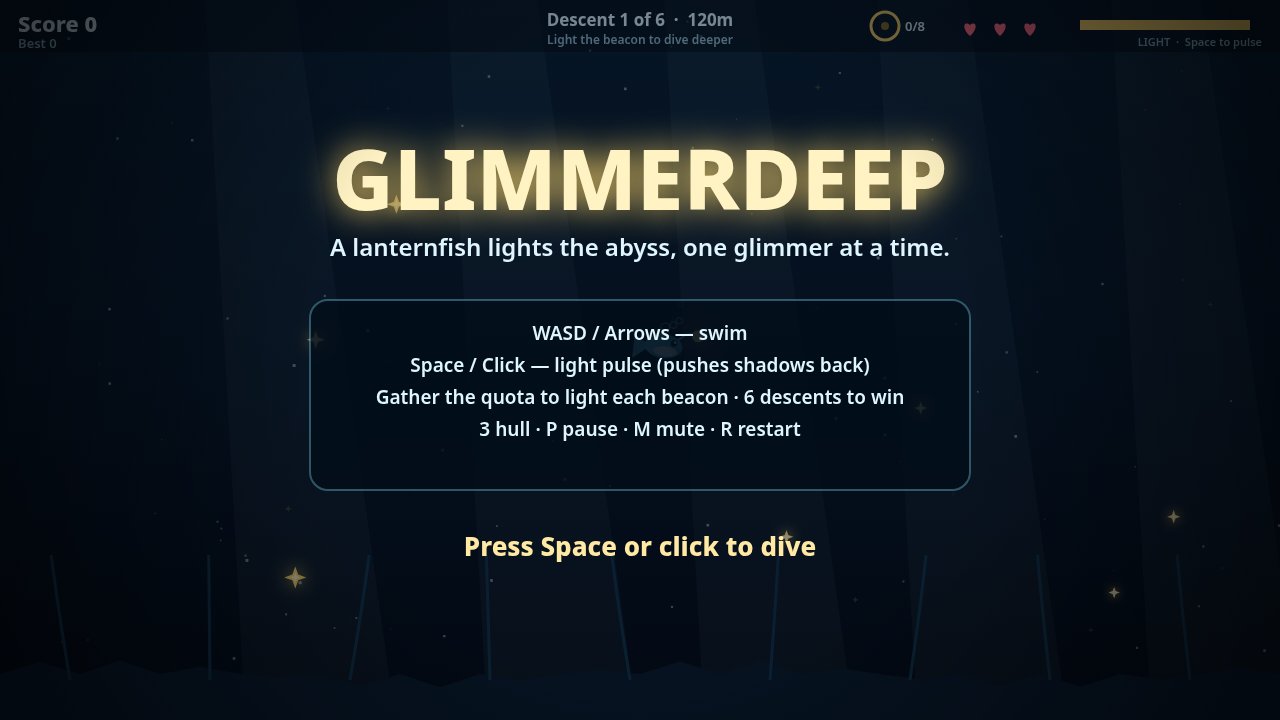 Score 0
Best 0
Descent 1 of 6 · 120m
Light the beacon to dive deeper
0/8
LIGHT · Space to pulse
GLIMMERDEEP
A lanternfish lights the abyss, one glimmer at a time.
WASD / Arrows — swim
Space / Click — light pulse (pushes shadows back)
Gather the quota to light each beacon · 6 descents to win
3 hull · P pause · M mute · R restart
Press Space or click to dive